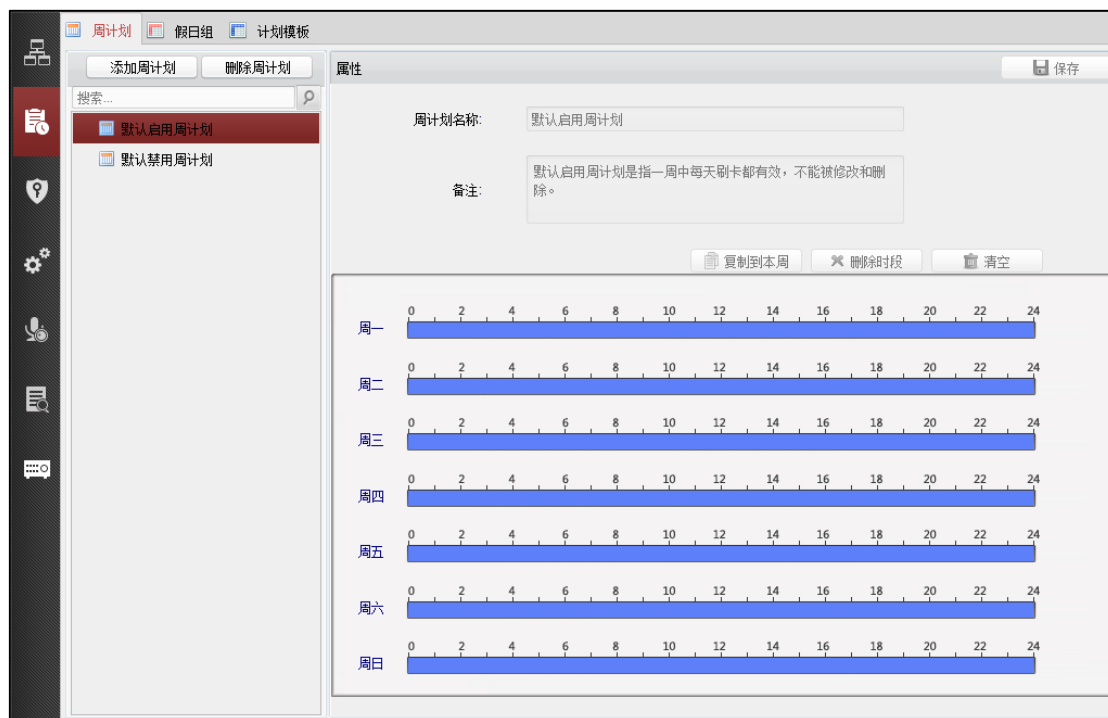 周计划 假日组 计划模板
添加周计划 删除周计划
搜索...
默认启用周计划
默认禁用周计划
属性 保存
周计划名称: 默认启用周计划
备注: 默认启用周计划是指一周中每天刷卡都有效，不能被修改和删
除。
复制到本周 删除时段 清空
0 2 4 6 8 10 12 14 16 18 20 22 24
周一
0 2 4 6 8 10 12 14 16 18 20 22 24
周二
0 2 4 6 8 10 12 14 16 18 20 22 24
周三
0 2 4 6 8 10 12 14 16 18 20 22 24
周四
0 2 4 6 8 10 12 14 16 18 20 22 24
周五
0 2 4 6 8 10 12 14 16 18 20 22 24
周六
0 2 4 6 8 10 12 14 16 18 20 22 24
周日